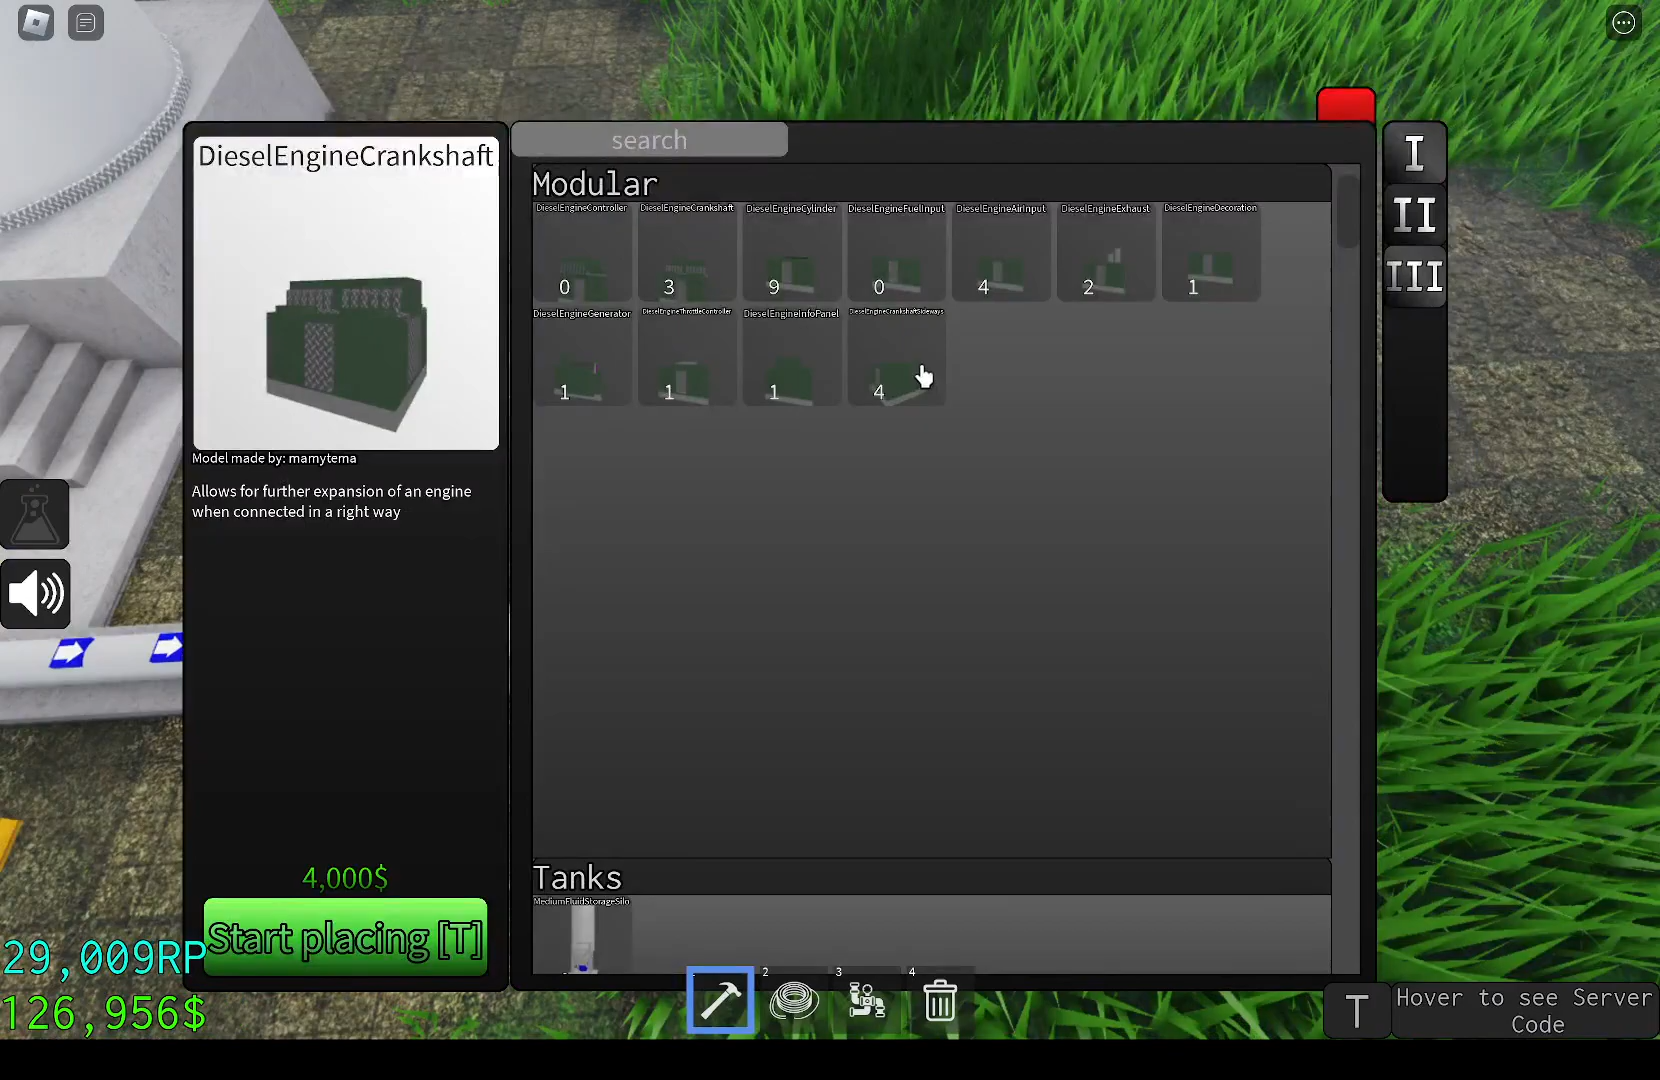 search
DieselEngineCrankshaft
Modular
DieselEngineController DieselEngineCrankshaft DieselEngineCylinder DieselEngineFuelInput DieselEngineAirInput DieselEngineExhaust DieselEngineDecoration
0 3 9 0 4 2 1
DieselEngineGenerator DieselEngineThrottleController DieselEngineInfoPanel DieselEngineCrankshaftSideways
1 1 1 4
Model made by: mamytema
Allows for further expansion of an engine
when connected in a right way
4,000$
Start placing [T]
Tanks
MediumFluidStorageSilo
I
II
III
29,009RP
126,956$
2 3 4
T
Hover to see Server
Code